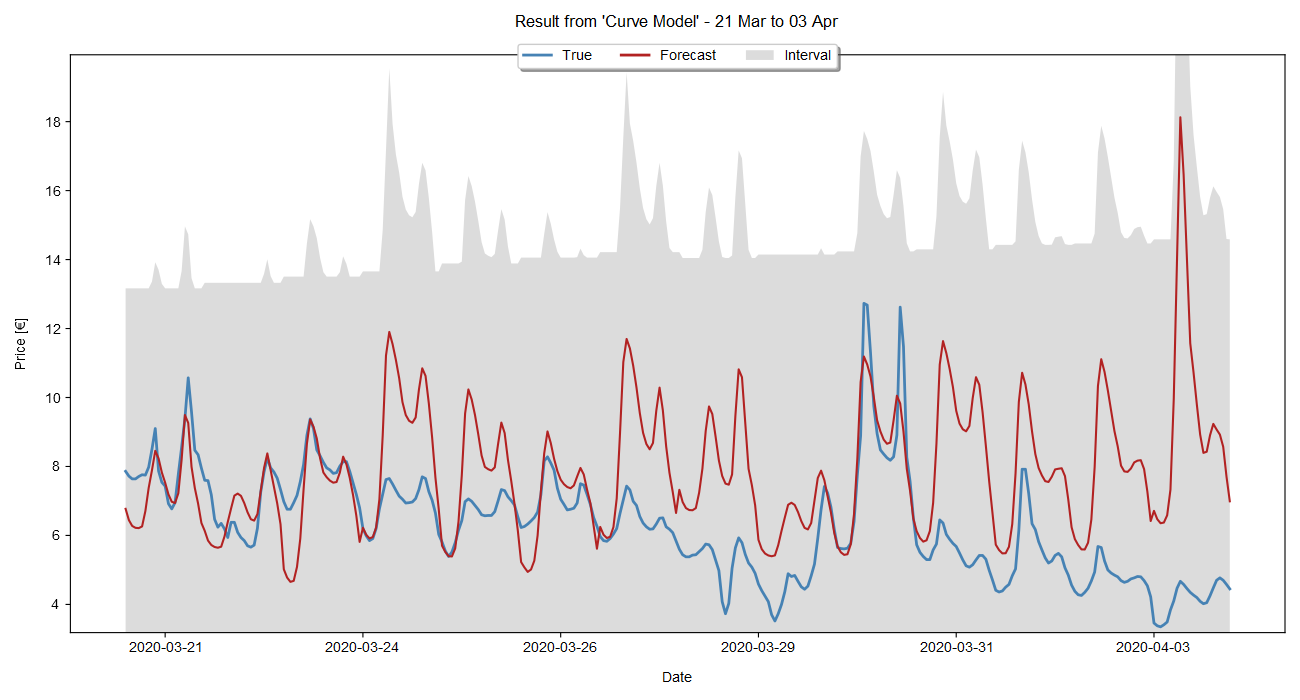 Result from 'Curve Model' - 21 Mar to 03 Apr
True Forecast Interval
18
16
14
12
10
8
6
4
Price [€]
2020-03-21 2020-03-24 2020-03-26 2020-03-29 2020-03-31 2020-04-03
Date